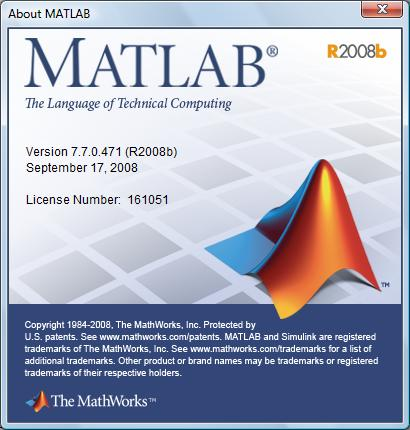 About MATLAB
MATLAB®
R2008b
The Language of Technical Computing
Version 7.7.0.471 (R2008b)
September 17, 2008
License Number: 161051
TM
Copyright 1984-2008, The MathWorks, Inc. Protected by
U.S. patents. See www.mathworks.com/patents. MATLAB and Simulink are registered
trademarks of The MathWorks, Inc. See www.mathworks.com/trademarks for a list of
additional trademarks. Other product or brand names may be trademarks or registered
trademarks of their respective holders.
The MathWorks™